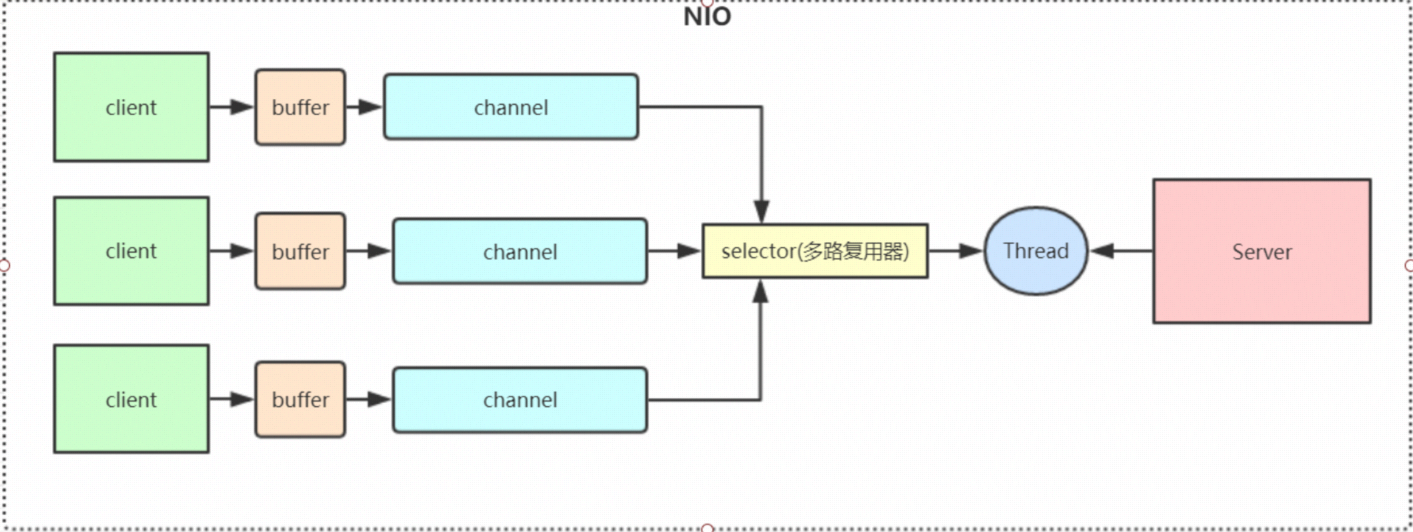 NIO
client
buffer
channel
client
buffer
channel
selector(多路复用器)
Thread
Server
client
buffer
channel